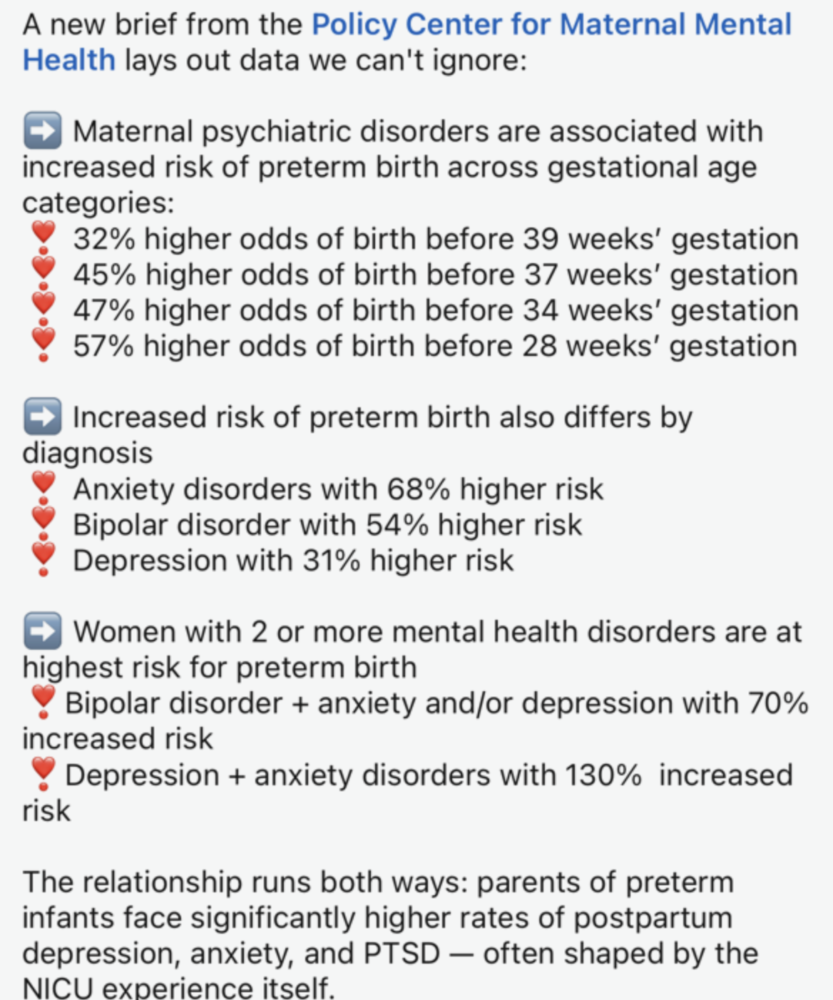 A new brief from the Policy Center for Maternal Mental
Health lays out data we can't ignore:
➡️ Maternal psychiatric disorders are associated with
increased risk of preterm birth across gestational age
categories:
❣️ 32% higher odds of birth before 39 weeks’ gestation
❣️ 45% higher odds of birth before 37 weeks’ gestation
❣️ 47% higher odds of birth before 34 weeks’ gestation
❣️ 57% higher odds of birth before 28 weeks’ gestation
➡️ Increased risk of preterm birth also differs by
diagnosis
❣️ Anxiety disorders with 68% higher risk
❣️ Bipolar disorder with 54% higher risk
❣️ Depression with 31% higher risk
➡️ Women with 2 or more mental health disorders are at
highest risk for preterm birth
❣️Bipolar disorder + anxiety and/or depression with 70%
increased risk
❣️Depression + anxiety disorders with 130%  increased
risk
The relationship runs both ways: parents of preterm
infants face significantly higher rates of postpartum
depression, anxiety, and PTSD — often shaped by the
NICU experience itself.